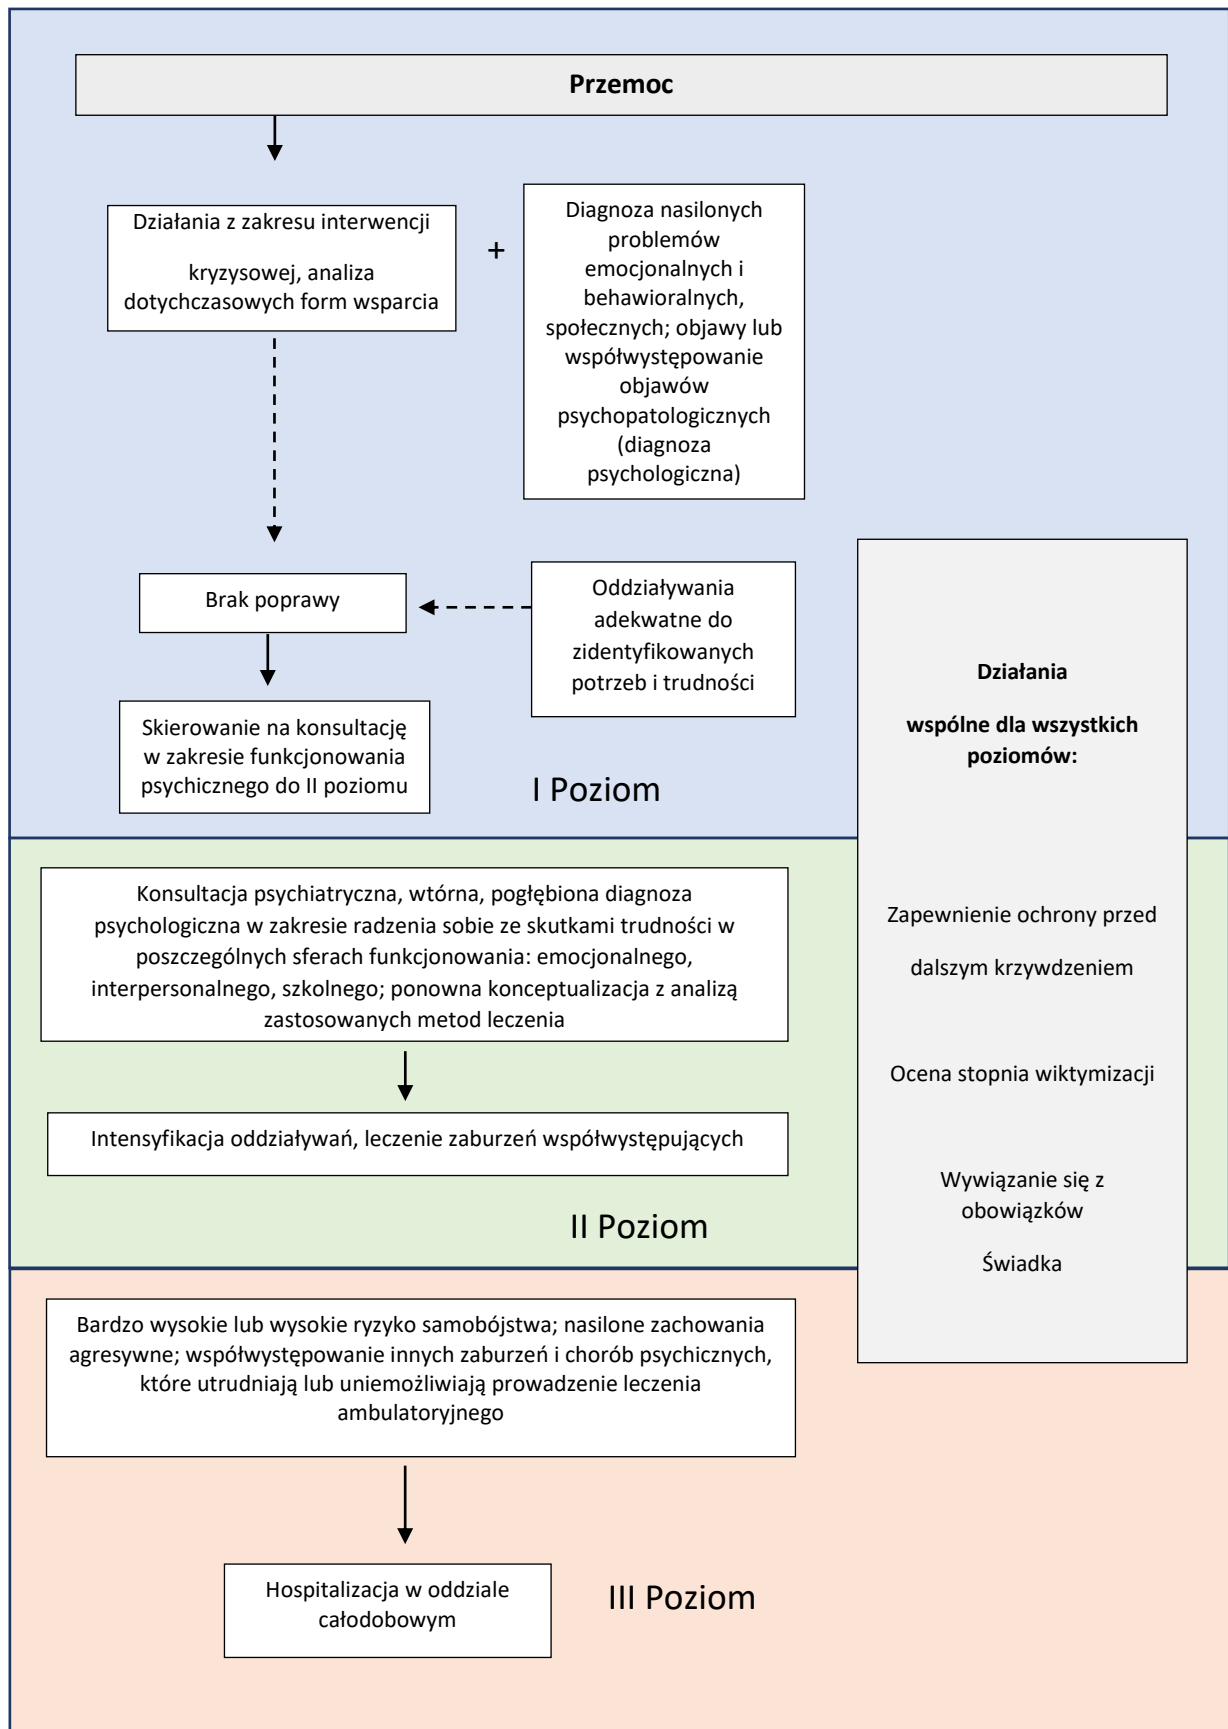 Przemoc
Działania z zakresu interwencji
kryzysowej, analiza
dotychczasowych form wsparcia
+
Diagnoza nasilonych
problemów
emocjonalnych i
behawioralnych,
społecznych; objawy lub
współwystępowanie
objawów
psychopatologicznych
(diagnoza
psychologiczna)
Brak poprawy
Oddziaływania
adekwatne do
zidentyfikowanych
potrzeb i trudności
Skierowanie na konsultację
w zakresie funkcjonowania
psychicznego do II poziomu
I Poziom
Działania
wspólne dla wszystkich
poziomów:
Zapewnienie ochrony przed
dalszym krzywdzeniem
Ocena stopnia wiktymizacji
Wywiązanie się z
obowiązków
Świadka
Konsultacja psychiatryczna, wtórna, pogłębiona diagnoza
psychologiczna w zakresie radzenia sobie ze skutkami trudności w
poszczególnych sferach funkcjonowania: emocjonalnego,
interpersonalnego, szkolnego; ponowna konceptualizacja z analizą
zastosowanych metod leczenia
Intensyfikacja oddziaływań, leczenie zaburzeń współwystępujących
II Poziom
Bardzo wysokie lub wysokie ryzyko samobójstwa; nasilone zachowania
agresywne; współwystępowanie innych zaburzeń i chorób psychicznych,
które utrudniają lub uniemożliwiają prowadzenie leczenia
ambulatoryjnego
Hospitalizacja w oddziale
całodobowym
III Poziom